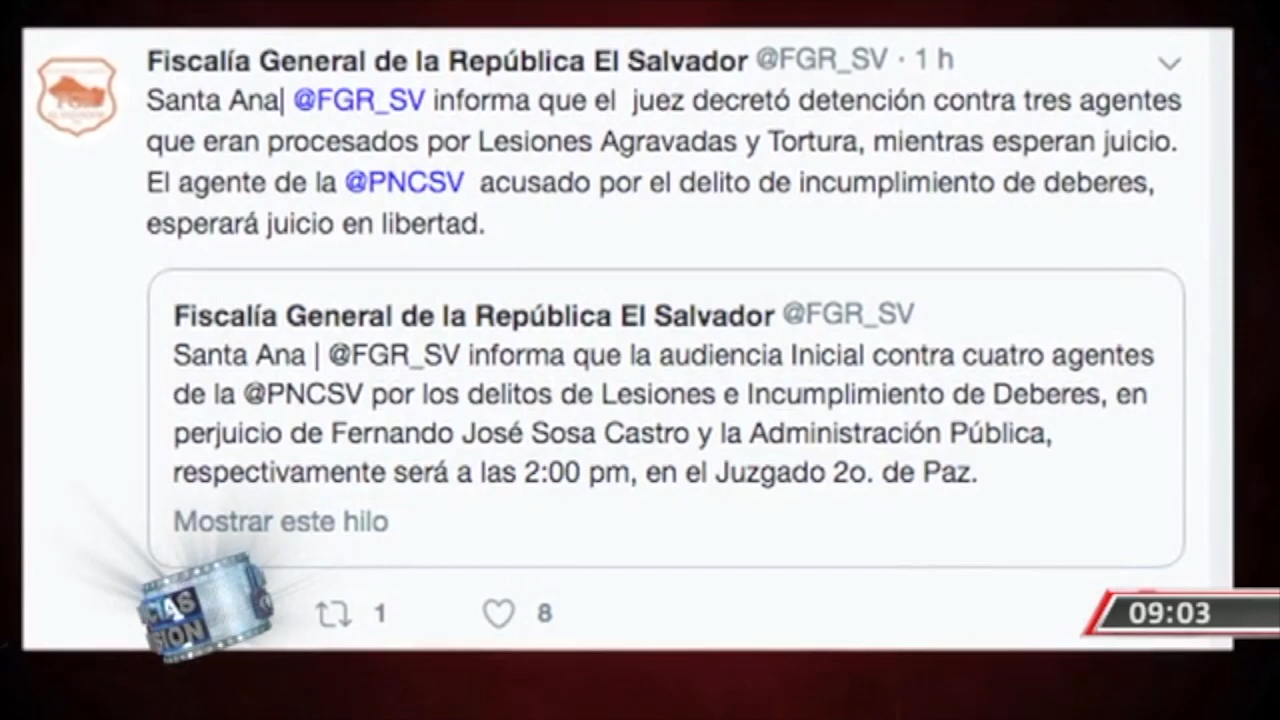 Fiscalía General de la República El Salvador @FGR_SV · 1 h
Santa Ana| @FGR_SV informa que el juez decretó detención contra tres agentes
que eran procesados por Lesiones Agravadas y Tortura, mientras esperan juicio.
El agente de la @PNCSV acusado por el delito de incumplimiento de deberes,
esperará juicio en libertad.
Fiscalía General de la República El Salvador @FGR_SV
Santa Ana | @FGR_SV informa que la audiencia Inicial contra cuatro agentes
de la @PNCSV por los delitos de Lesiones e Incumplimiento de Deberes, en
perjuicio de Fernando José Sosa Castro y la Administración Pública,
respectivamente será a las 2:00 pm, en el Juzgado 2o. de Paz.
Mostrar este hilo
1 8
09:03